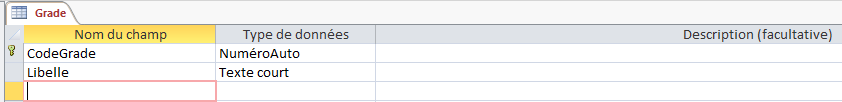 Grade
Nom du champ Type de données Description (facultative)
CodeGrade NuméroAuto
Libelle Texte court